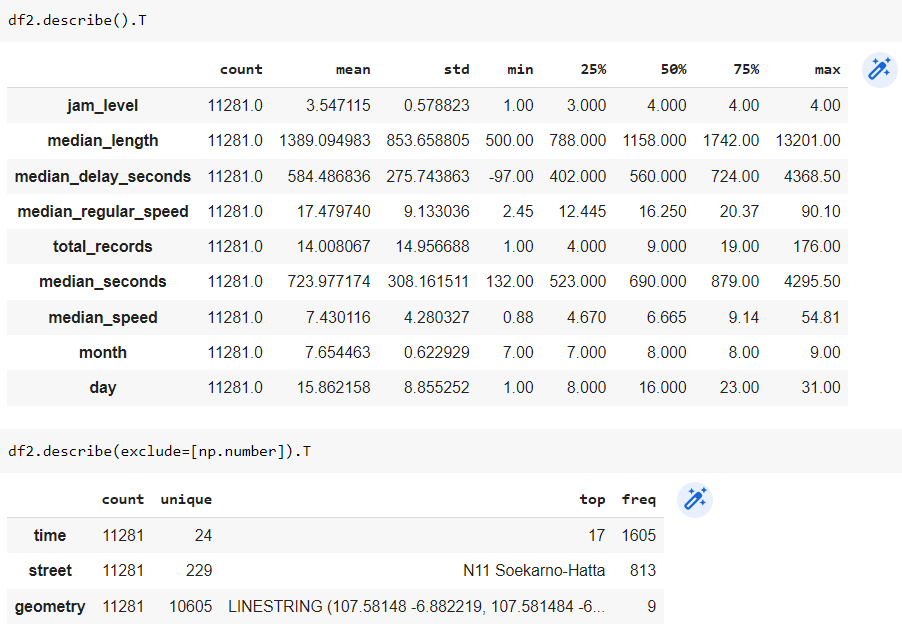 df2.describe().T
count mean std min 25% 50% 75% max
jam_level 11281.0 3.547115 0.578823 1.00 3.000 4.000 4.00 4.00
median_length 11281.0 1389.094983 853.658805 500.00 788.000 1158.000 1742.00 13201.00
median_delay_seconds 11281.0 584.486836 275.743863 -97.00 402.000 560.000 724.00 4368.50
median_regular_speed 11281.0 17.479740 9.133036 2.45 12.445 16.250 20.37 90.10
total_records 11281.0 14.008067 14.956688 1.00 4.000 9.000 19.00 176.00
median_seconds 11281.0 723.977174 308.161511 132.00 523.000 690.000 879.00 4295.50
median_speed 11281.0 7.430116 4.280327 0.88 4.670 6.665 9.14 54.81
month 11281.0 7.654463 0.622929 7.00 7.000 8.000 8.00 9.00
day 11281.0 15.862158 8.855252 1.00 8.000 16.000 23.00 31.00
df2.describe(exclude=[np.number]).T
count unique top freq
time 11281 24 17 1605
street 11281 229 N11 Soekarno-Hatta 813
geometry 11281 10605 LINESTRING (107.58148 -6.882219, 107.581484 -6... 9